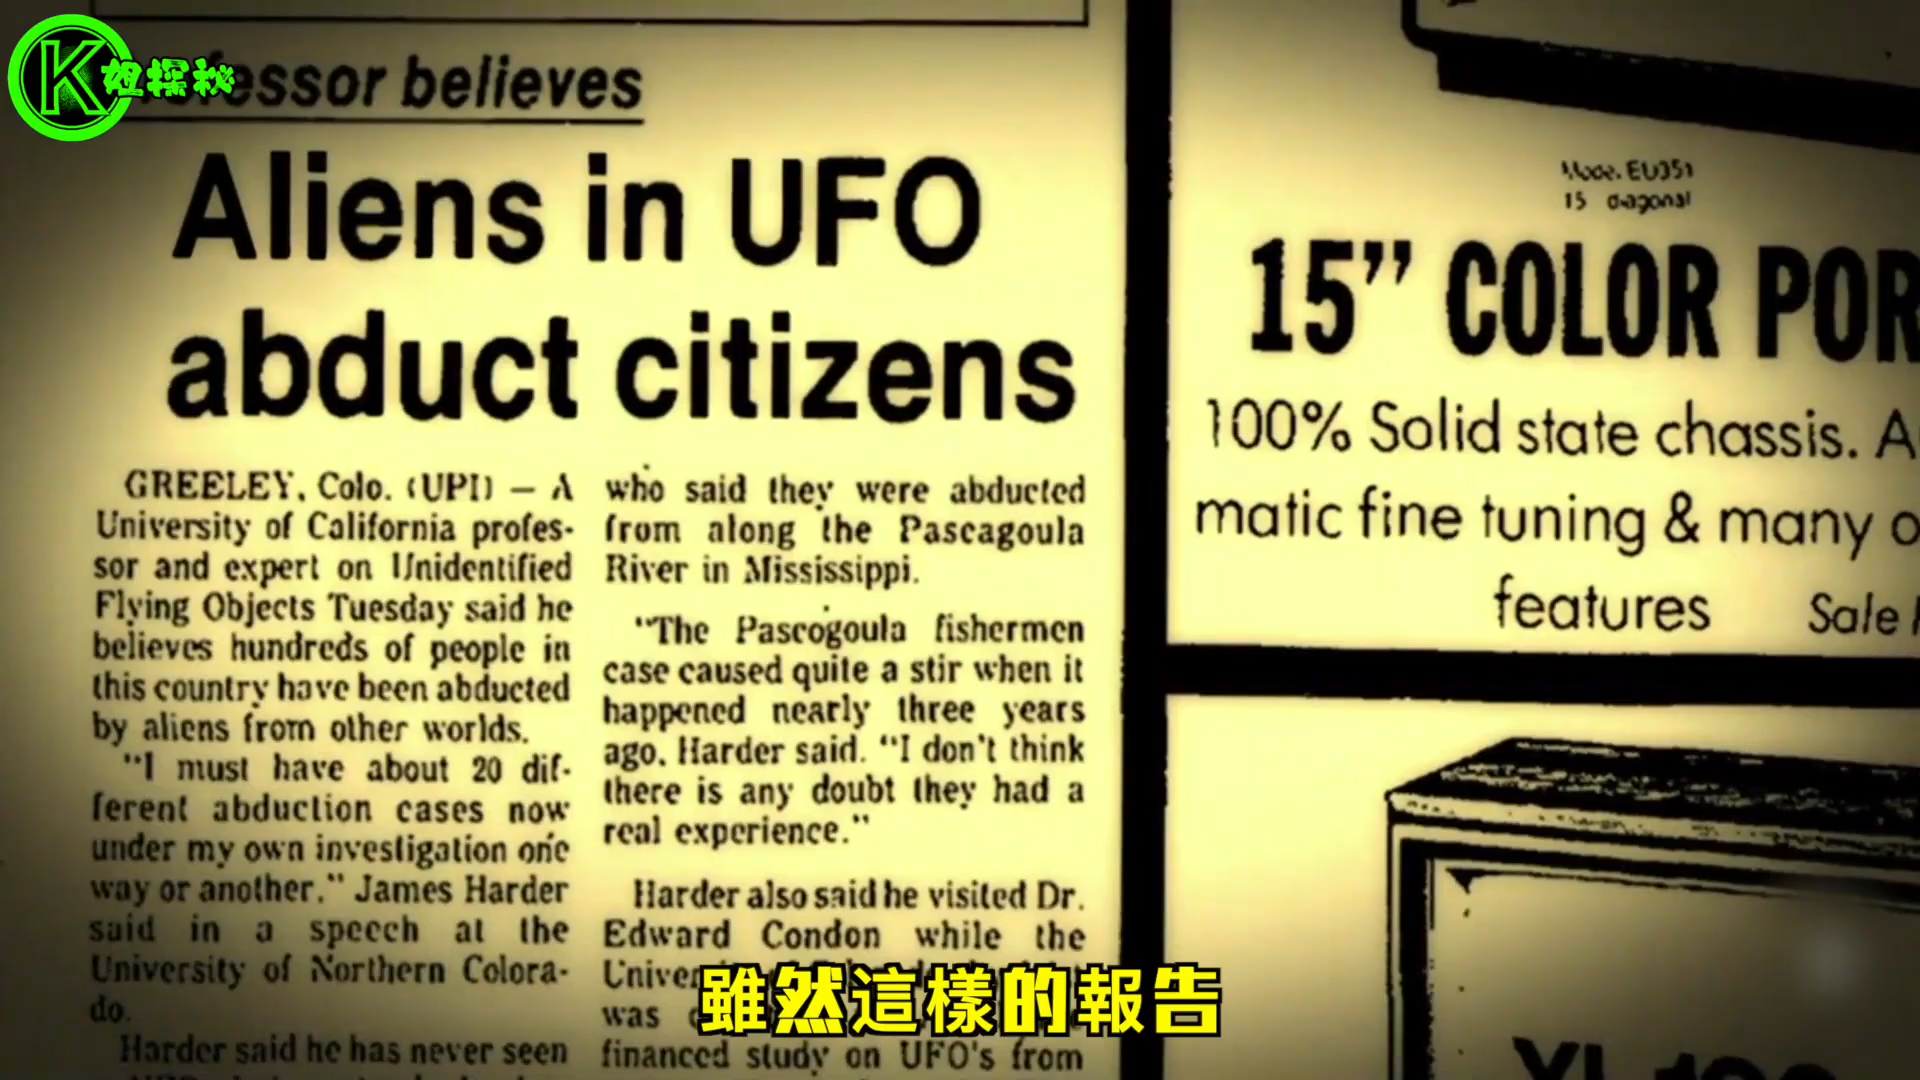 K姐探秘
fessor believes
Aliens in UFO
abduct citizens
GREELEY, Colo. (UPI) — A
University of California profes-
sor and expert on Unidentified
Flying Objects Tuesday said he
believes hundreds of people in
this country have been abducted
by aliens from other worlds.
"I must have about 20 dif-
ferent abduction cases now
under my own investigation one
way or another." James Harder
said in a speech at the
University of Northern Colora-
do.
Harder said he has never seen
who said they were abducted
from along the Pascagoula
River in Mississippi.
"The Pascogoula fishermen
case caused quite a stir when it
happened nearly three years
ago, Harder said. "I don't think
there is any doubt they had a
real experience."
Harder also said he visited Dr.
Edward Condon while the
was
financed study on UFO's from
15 diagonal
15" COLOR POR
100% Solid state chassis. A
matic fine tuning & many o
features Sale
雖然這樣的報告